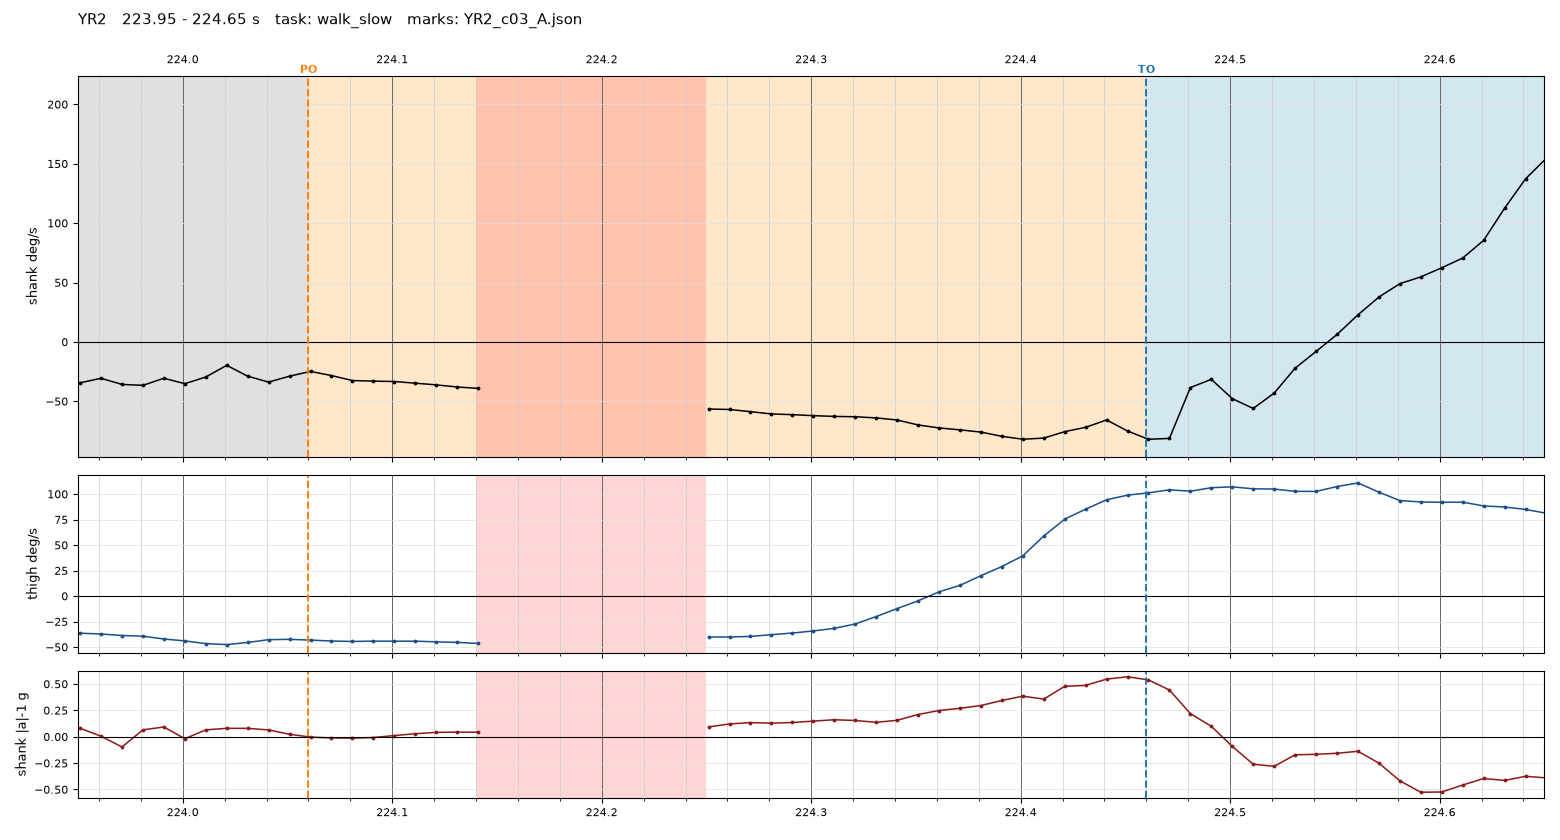 YR2   223.95 - 224.65 s   task: walk_slow   marks: YR2_c03_A.json
224.0 224.1 224.2 224.3 224.4 224.5 224.6
PO TO
200
150
100
50
0
−50
shank deg/s
100
75
50
25
0
−25
−50
thigh deg/s
0.50
0.25
0.00
−0.25
−0.50
shank |a|-1 g
224.0 224.1 224.2 224.3 224.4 224.5 224.6